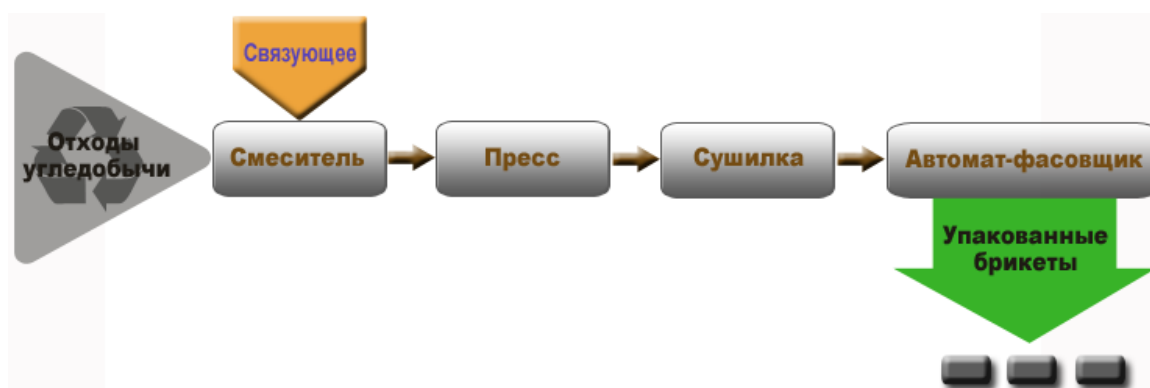 Связующее
Отходы
угледобычи
Смеситель
Пресс
Сушилка
Автомат-фасовщик
Упакованные
брикеты